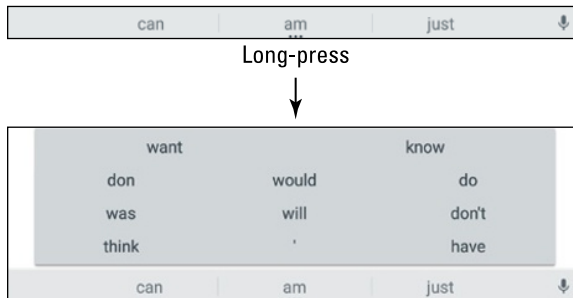 can am just
Long-press
want know
don would do
was will don't
think ' have
can am just